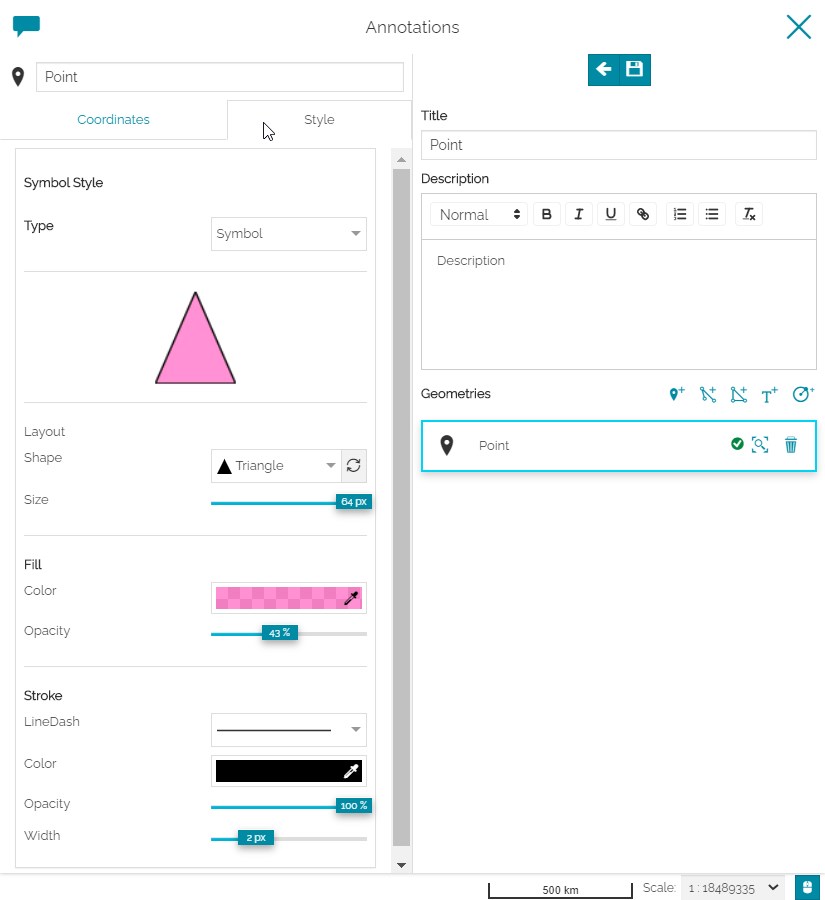 Annotations
Point
Coordinates
Style
Symbol Style
Type
Symbol
Layout
Shape
Triangle
Size
64 px
Fill
Color
Opacity
43 %
Stroke
LineDash
Color
Opacity
100 %
Width
2 px
Title
Point
Description
Normal
B
I
U
Tx
Description
Geometries
T+
Point
500 km
Scale:
1 : 18489335